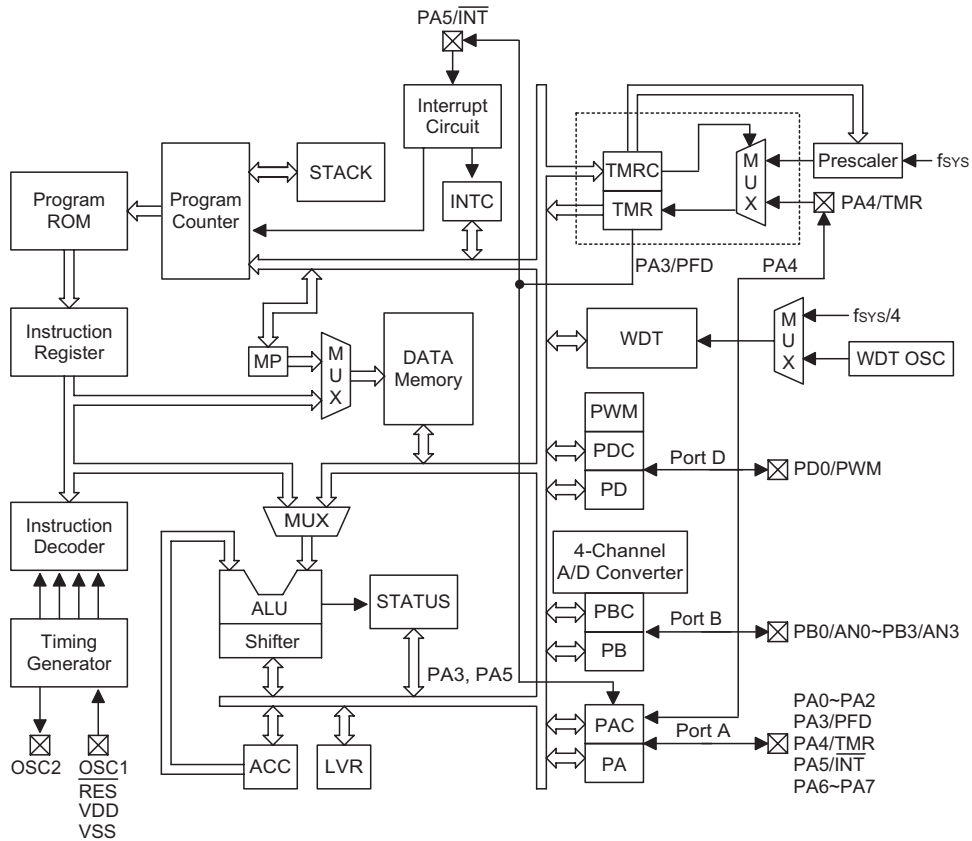 PA5/INT
Interrupt
Circuit
STACK
INTC
Program
ROM
Program
Counter
TMRC
TMR
M
U
X
Prescaler
fSYS
PA4/TMR
PA3/PFD
PA4
Instruction
Register
MP
M
U
X
DATA
Memory
WDT
M
U
X
fSYS/4
WDT OSC
PWM
PDC
PD
Port D
PD0/PWM
Instruction
Decoder
MUX
ALU
Shifter
STATUS
4-Channel
A/D Converter
PBC
PB
Port B
PB0/AN0~PB3/AN3
Timing
Generator
PA3, PA5
PAC
PA
Port A
PA0~PA2
PA3/PFD
PA4/TMR
PA5/INT
PA6~PA7
OSC2
OSC1
RES
VDD
VSS
ACC
LVR